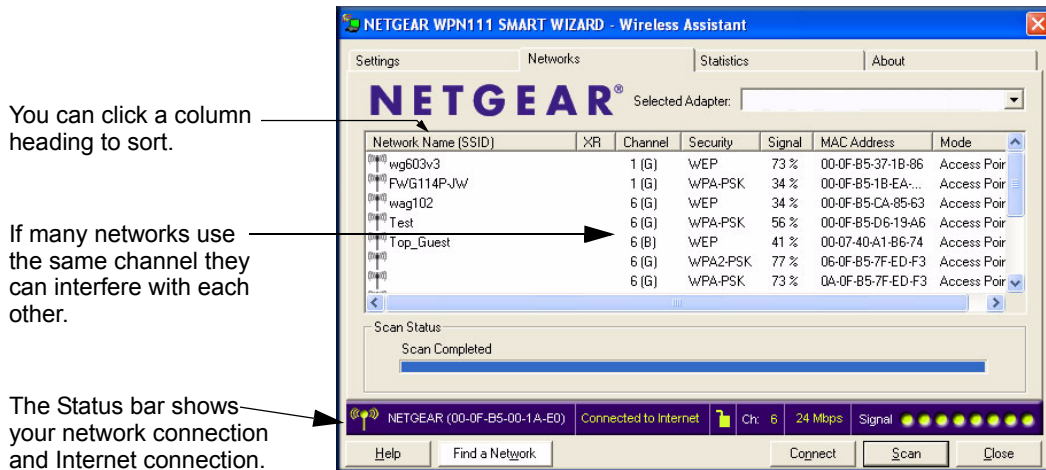 NETGEAR WPN111 SMART WIZARD - Wireless Assistant
Settings Networks Statistics About
NETGEAR® Selected Adapter:
You can click a column
heading to sort.
Network Name (SSID) XR Channel Security Signal MAC Address Mode
wg603v3 1 (G) WEP 73 % 00-0F-B5-37-1B-86 Access Poir
FWG114P-JW 1 (G) WPA-PSK 34 % 00-0F-B5-1B-EA-... Access Poir
wag102 6 (G) WEP 34 % 00-0F-B5-CA-85-63 Access Poir
Test 6 (G) WPA-PSK 56 % 00-0F-B5-D6-19-A6 Access Poir
Top_Guest 6 (B) WEP 41 % 00-07-40-A1-B6-74 Access Poir
6 (G) WPA2-PSK 77 % 06-0F-B5-7F-ED-F3 Access Poir
6 (G) WPA-PSK 73 % 0A-0F-B5-7F-ED-F3 Access Poir
If many networks use
the same channel they
can interfere with each
other.
Scan Status
Scan Completed
The Status bar shows
your network connection
and Internet connection.
NETGEAR (00-0F-B5-00-1A-E0) Connected to Internet Ch: 6 24 Mbps Signal
Help Find a Network Connect Scan Close